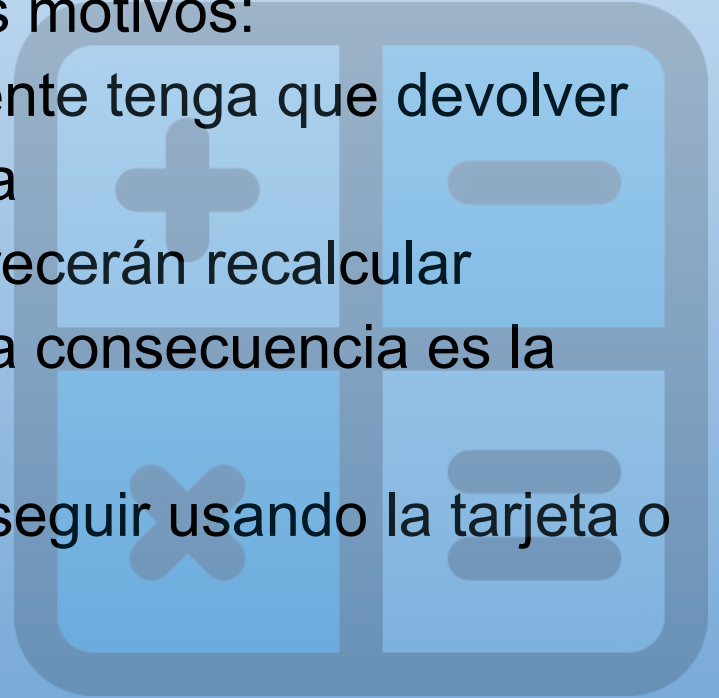 s motivos:
ente tenga que devolver
a
ecerán recalcular
a consecuencia es la
seguir usando la tarjeta o